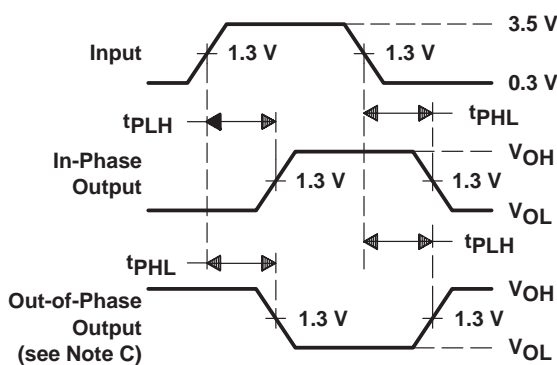 3.5 V
Input
1.3 V
1.3 V
0.3 V
tPLH
tPHL
In-Phase
Output
VOH
1.3 V
1.3 V
VOL
tPHL
tPLH
Out-of-Phase
Output
(see Note C)
VOH
1.3 V
1.3 V
VOL